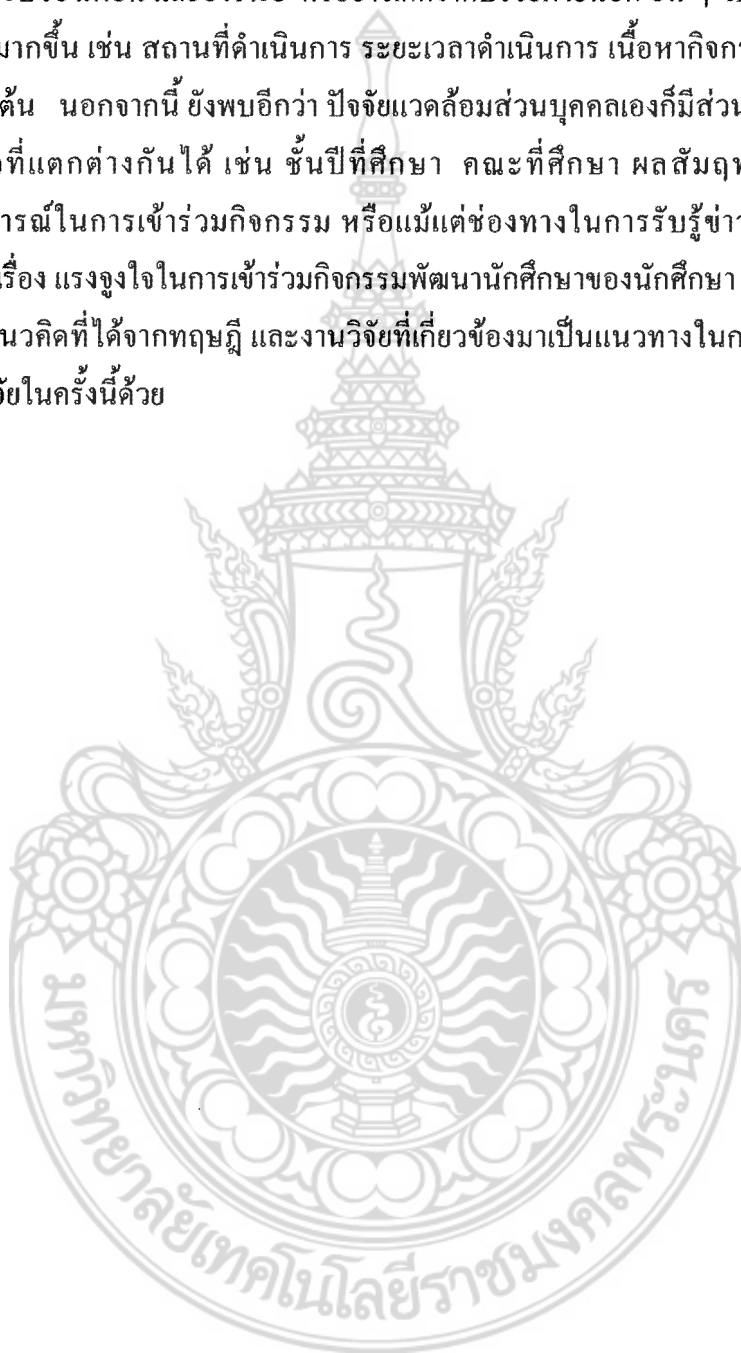 มากขึ้น เช่น สถานที่ดำเนินการ ระยะเวลาดำเนินการ เนื้อหากิจก
ต้น นอกจากนี้ ยังพบอีกว่า ปัจจัยแวดล้อมส่วนบุคคลเองก็มีส่วน
ที่แตกต่างกันได้ เช่น ชั้นปีที่ศึกษา คณะที่ศึกษา ผลสัมฤท
ารณ์ในการเข้าร่วมกิจกรรม หรือแม้แต่ช่องทางในการรับรู้ข่าว
เรื่อง แรงจูงใจในการเข้าร่วมกิจกรรมพัฒนานักศึกษาของนักศึกษา
นวคิดที่ได้จากทฤษฎี และงานวิจัยที่เกี่ยวข้องมาเป็นแนวทางในก
วัยในครั้งนี้ด้วย
มหาวิทยาลัยเทคโนโลยีราชมงคลพระนคร